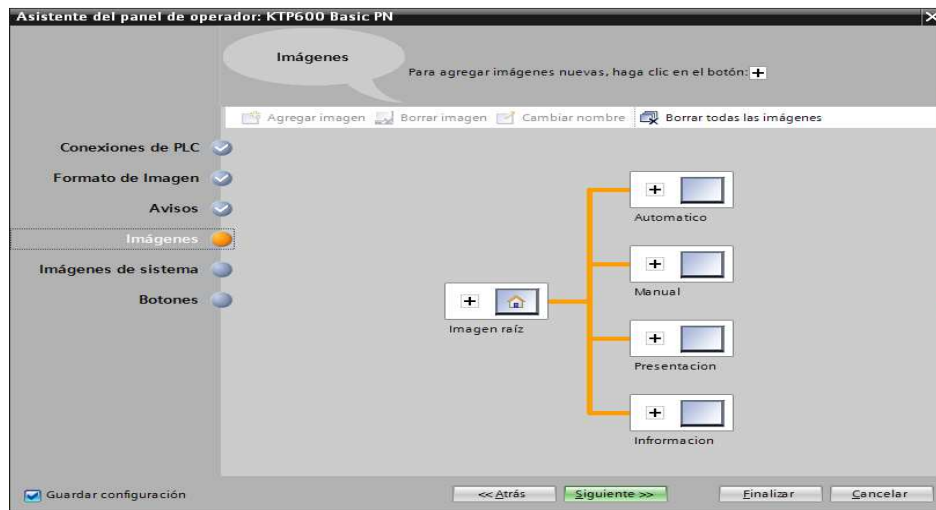 Asistente del panel de operador: KTP600 Basic PN
Imágenes
Para agregar imágenes nuevas, haga clic en el botón:
Agregar imagen Borrar imagen Cambiar nombre Borrar todas las imágenes
Conexiones de PLC
Formato de Imagen
Avisos
Imágenes
Imágenes de sistema
Botones
Automatico
Manual
Imagen raíz
Presentacion
Infrormacion
Guardar configuración
<< Atrás Siguiente >> Finalizar Cancelar